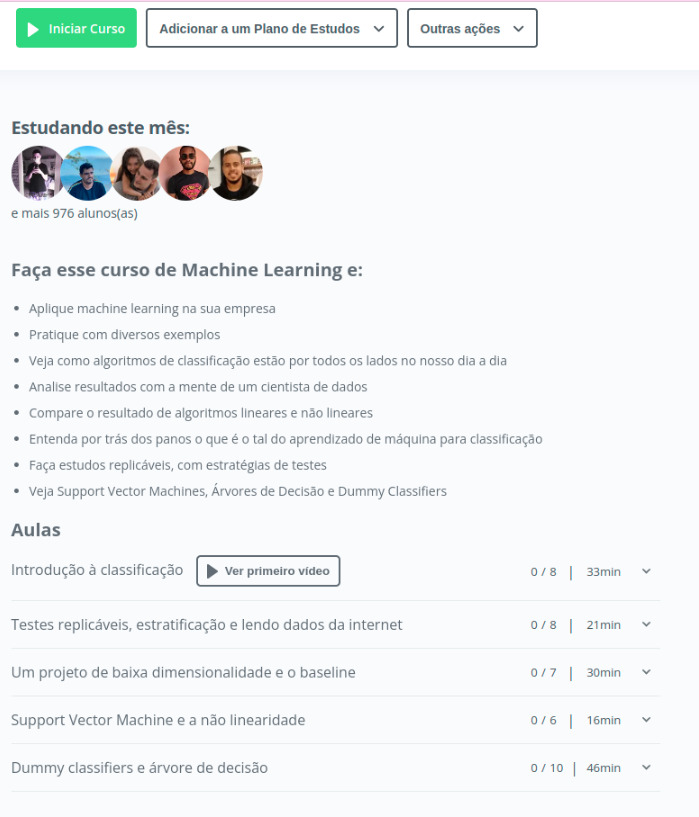 Iniciar Curso Adicionar a um Plano de Estudos Outras ações
Estudando este mês:
e mais 976 alunos(as)
Faça esse curso de Machine Learning e:
• Aplique machine learning na sua empresa
• Pratique com diversos exemplos
• Veja como algoritmos de classificação estão por todos os lados no nosso dia a dia
• Analise resultados com a mente de um cientista de dados
• Compare o resultado de algoritmos lineares e não lineares
• Entenda por trás dos panos o que é o tal do aprendizado de máquina para classificação
• Faça estudos replicáveis, com estratégias de testes
• Veja Support Vector Machines, Árvores de Decisão e Dummy Classifiers
Aulas
Introdução à classificação Ver primeiro vídeo 0 / 8 | 33min
Testes replicáveis, estratificação e lendo dados da internet 0 / 8 | 21min
Um projeto de baixa dimensionalidade e o baseline 0 / 7 | 30min
Support Vector Machine e a não linearidade 0 / 6 | 16min
Dummy classifiers e árvore de decisão 0 / 10 | 46min